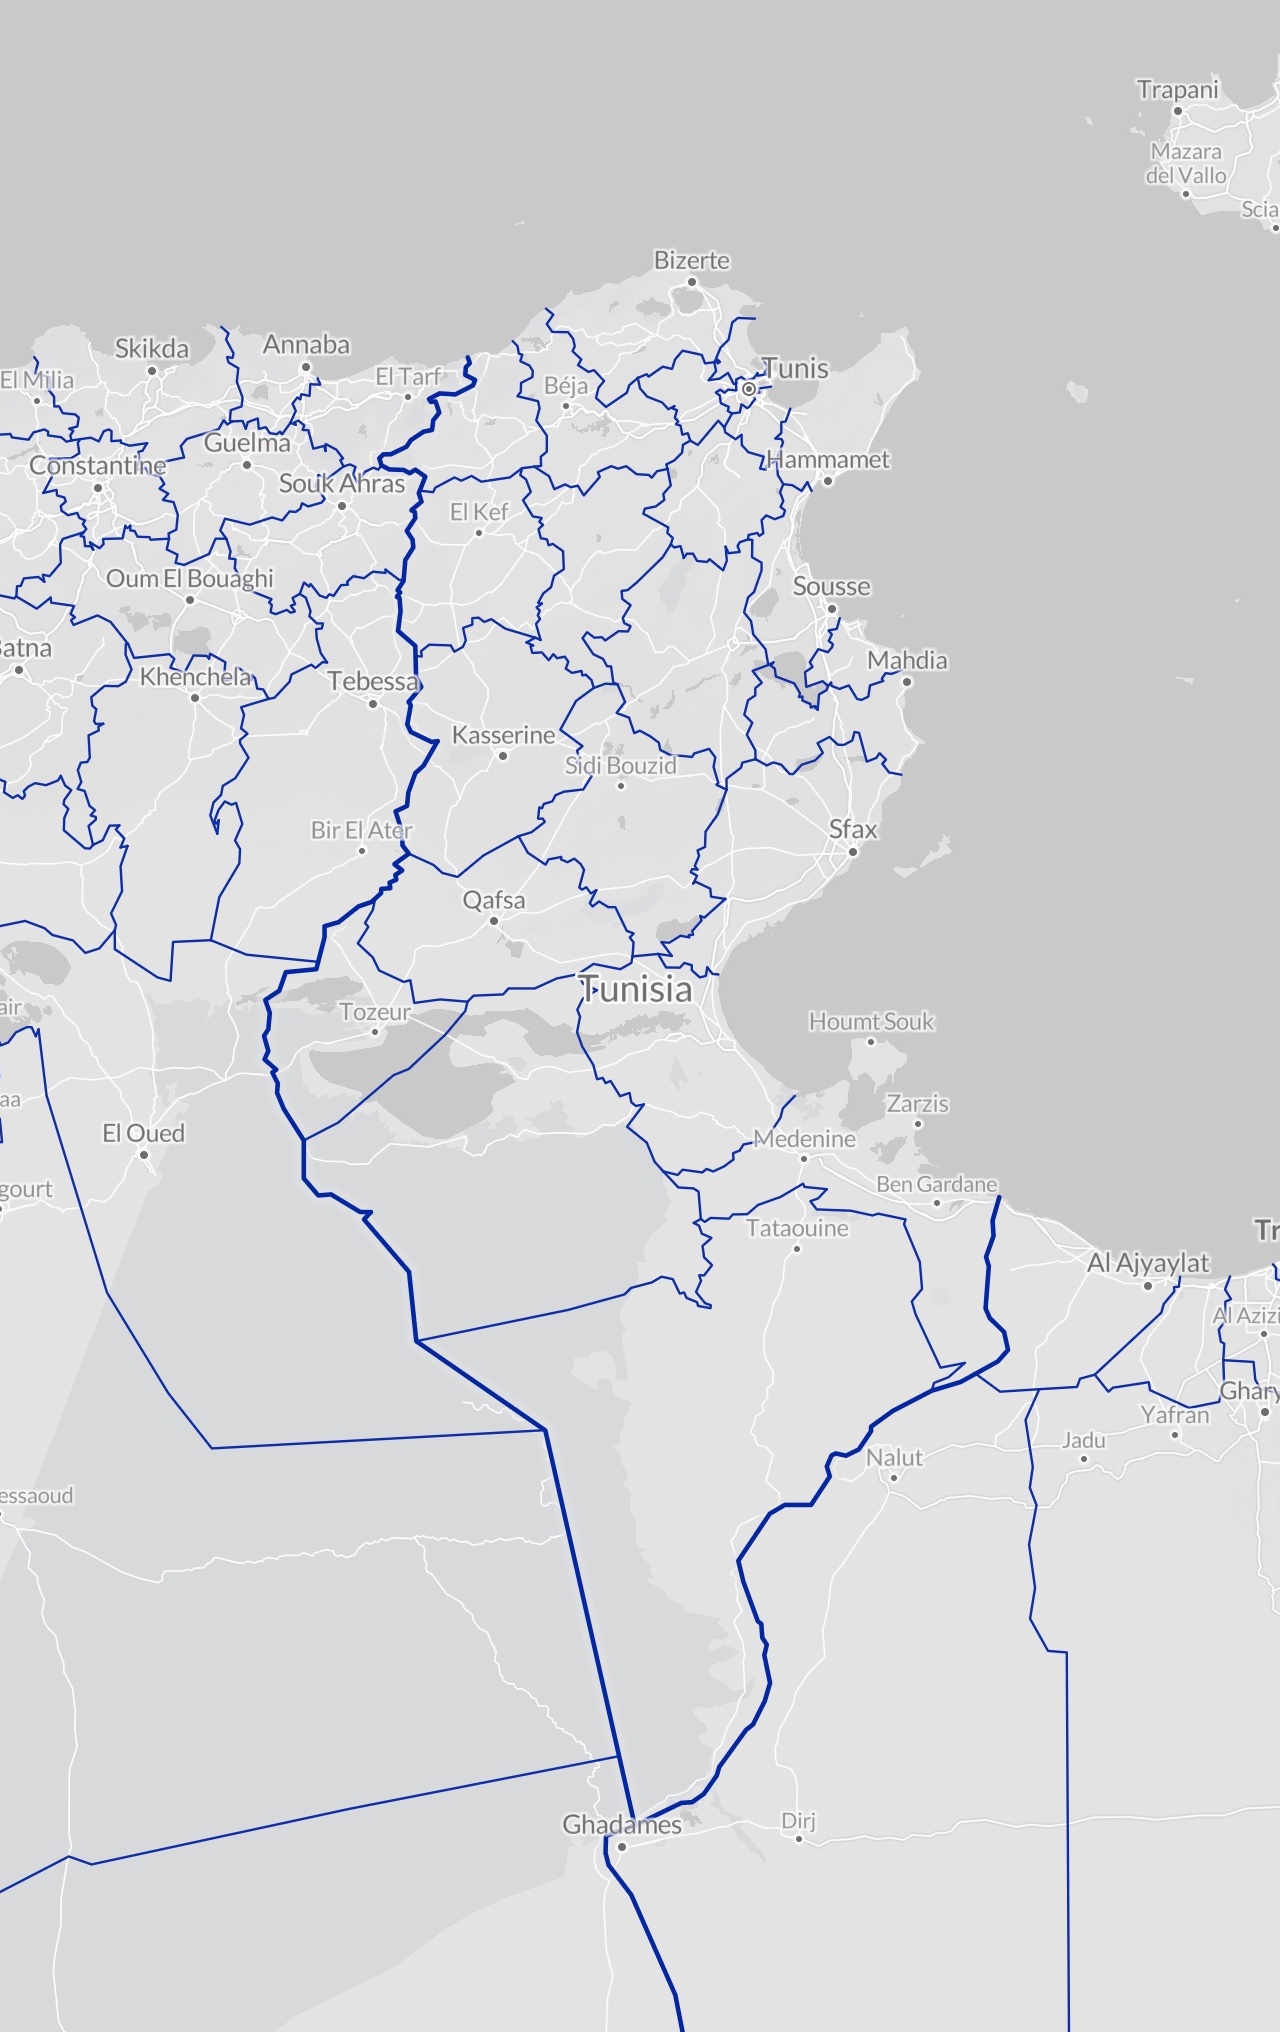 Trapani
Mazara
del Vallo
Scia
Bizerte
Skikda
Annaba
Tunis
El Milia
El Tarf
Béja
Guelma
Hammamet
Constantine
Souk Ahras
El Kef
Oum El Bouaghi
Sousse
Batna
Khenchela
Tebessa
Mahdia
Kasserine
Sidi Bouzid
Bir El Ater
Sfax
Qafsa
Tunisia
air
Tozeur
Houmt Souk
aa
El Oued
Zarzis
Medenine
gourt
Ben Gardane
Tataouine
Tr
Al Ajyaylat
Al Azizi
Ghary
Yafran
Jadu
Nalut
essaoud
Ghadames
Dirj